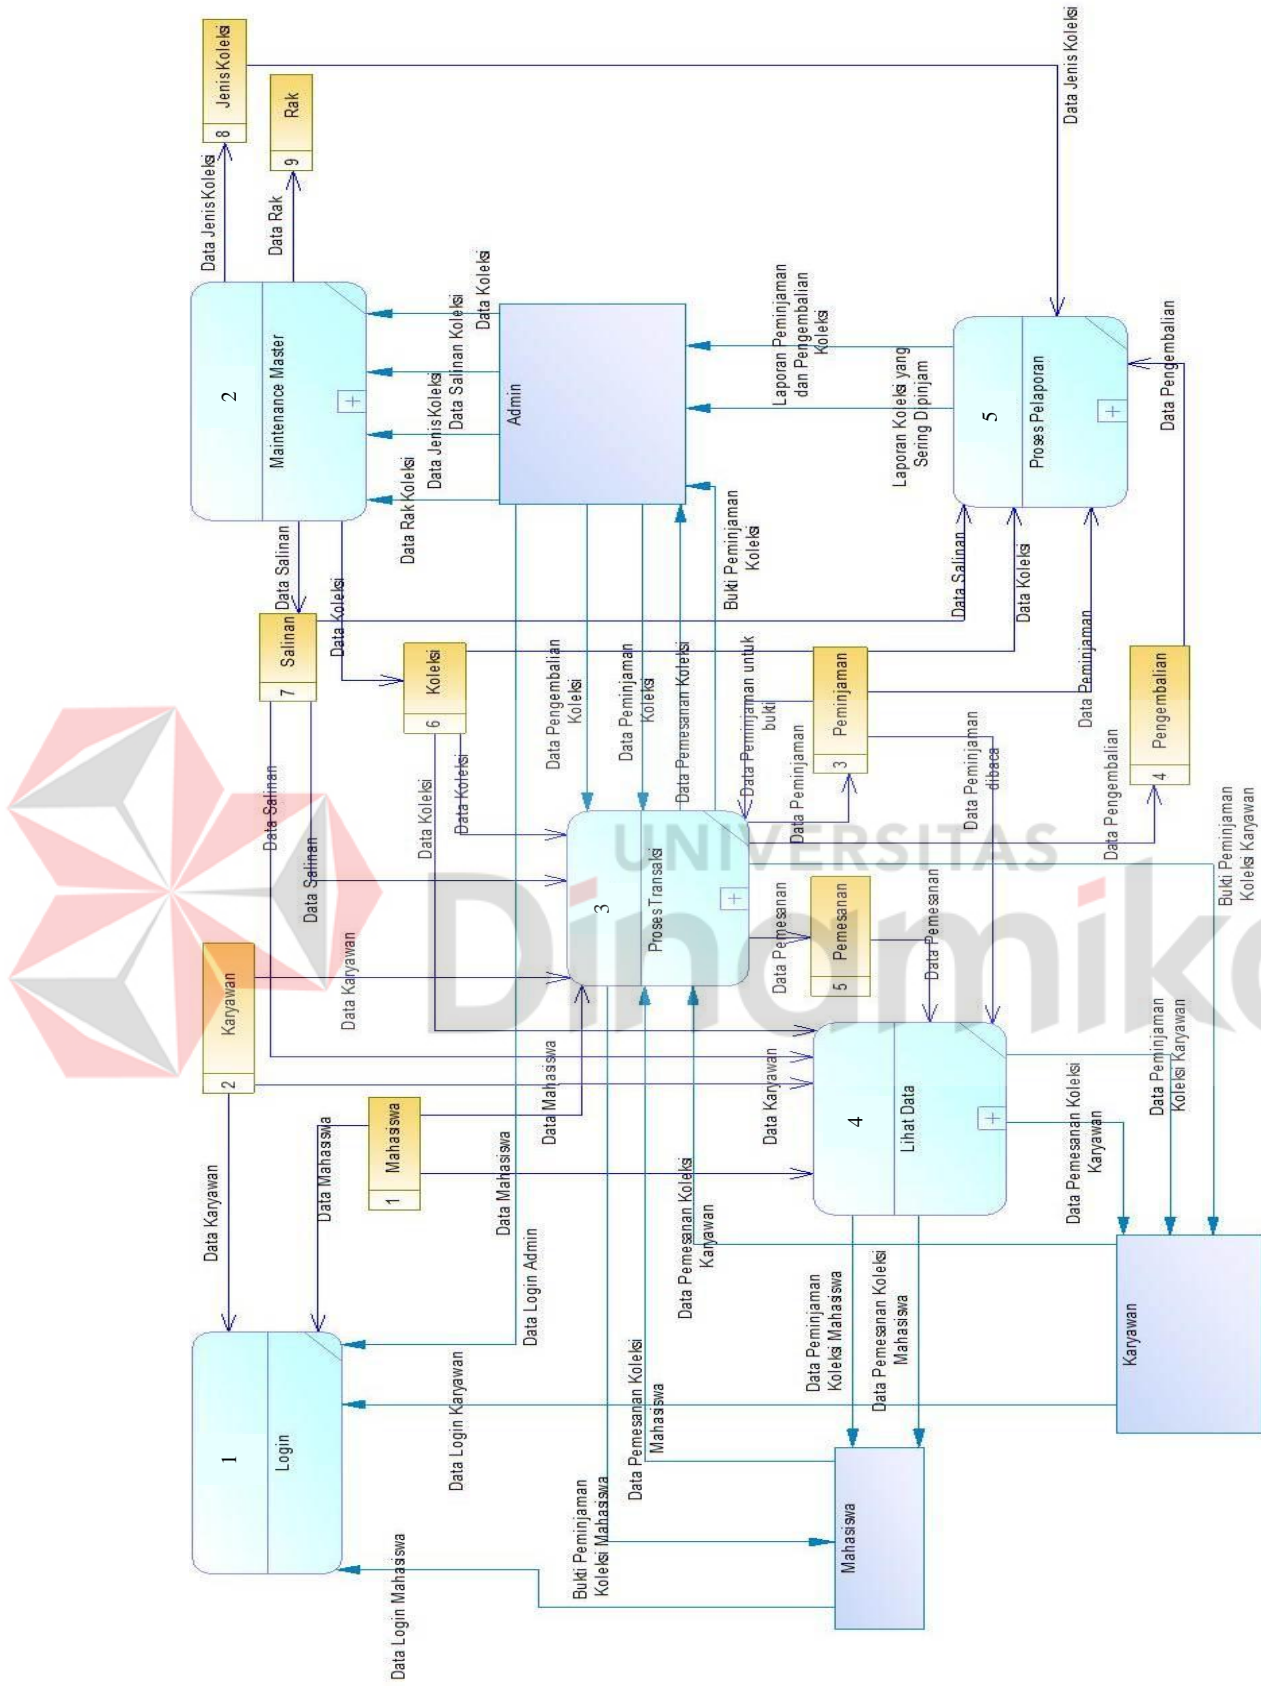 1
Login
Data Login Mahasiswa
Data Login Karyawan
Data Login Admin
Data Karyawan
Data Mahasiswa
2 Karyawan
1 Mahasiswa
Data Karyawan
Data Mahasiswa
Data Mahasiswa
Data Karyawan
Data Salinan
Data Salinan
7 Salinan
Data Salinan
Data Koleksi
6 Koleksi
Data Koleksi
Data Koleksi
2
Maintenance Master
Data Jenis Koleksi
8 Jenis Koleksi
Data Rak
9 Rak
Data Rak Koleksi
Data Jenis Koleksi
Data Salinan Koleksi
Data Koleksi
Admin
Data Pengembalian
Koleksi
Data Peminjaman
Koleksi
Data Pemesanan Koleksi
Bukti Peminjaman
Koleksi
3
Proses Transaksi
Bukti Peminjaman
Koleksi Mahasiswa
Data Pemesanan Koleksi
Mahasiswa
Data Pemesanan Koleksi
Karyawan
Data Peminjaman untuk
bukti
Data Peminjaman
3 Peminjaman
Data Peminjaman
dibaca
Data Pemesanan
5 Pemesanan
Data Pemesanan
Data Pengembalian
4 Pengembalian
Data Pengembalian
Data Peminjaman
Data Salinan
Data Koleksi
Laporan Koleksi yang
Sering Dipinjam
Laporan Peminjaman
dan Pengembalian
Koleksi
5
Proses Pelaporan
Data Jenis Koleksi
4
Lihat Data
Data Peminjaman
Koleksi Mahasiswa
Data Pemesanan Koleksi
Mahasiswa
Mahasiswa
Data Pemesanan Koleksi
Karyawan
Data Peminjaman
Koleksi Karyawan
Bukti Peminjaman
Koleksi Karyawan
Karyawan
UNIVERSITAS
Dinamika